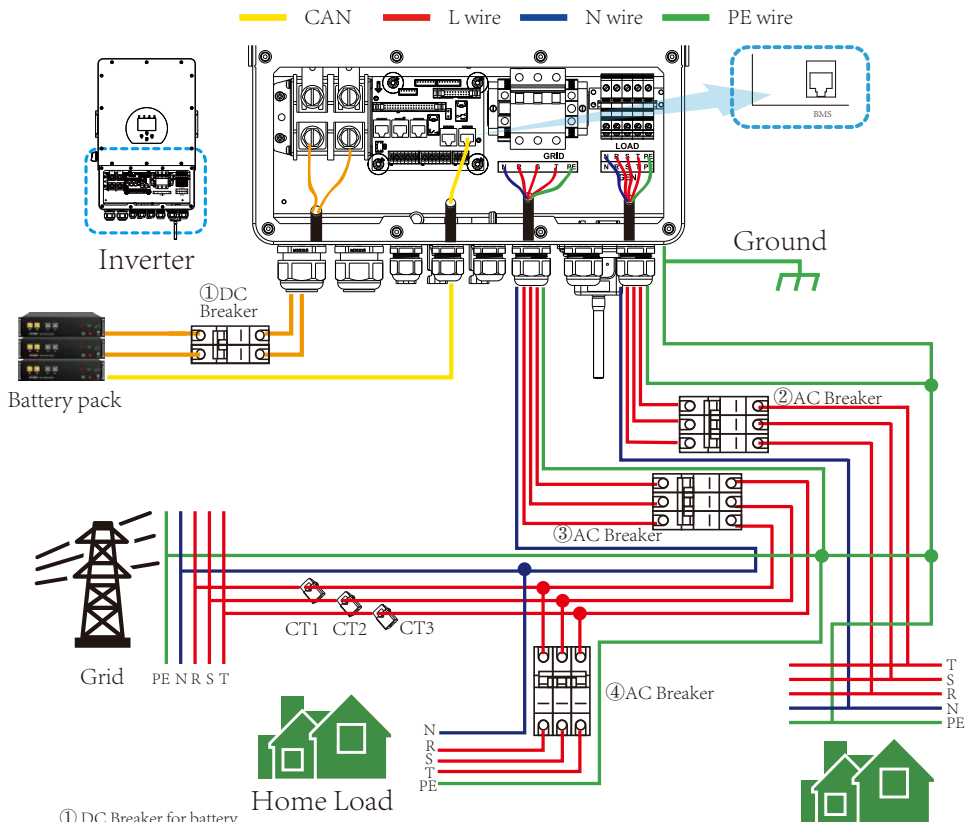 CAN L wire N wire PE wire
BMS
LOAD
GRID
N R S T PE
N R S T PE
GEN
Inverter
Ground
①DC
Breaker
Battery pack
②AC Breaker
③AC Breaker
CT1 CT2 CT3
Grid
PE N R S T
④AC Breaker
T
S
R
N
PE
N
R
S
T
PE
Home Load
① DC Breaker for battery